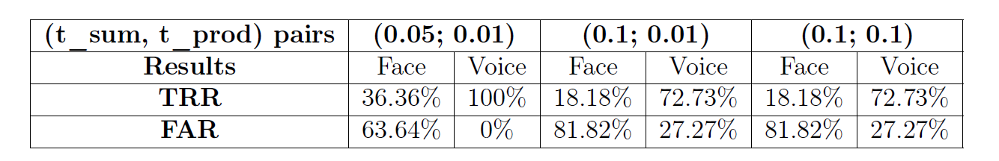 (t_sum, t_prod) pairs (0.05; 0.01) (0.1; 0.01) (0.1; 0.1)
Results Face Voice Face Voice Face Voice
TRR 36.36% 100% 18.18% 72.73% 18.18% 72.73%
FAR 63.64% 0% 81.82% 27.27% 81.82% 27.27%